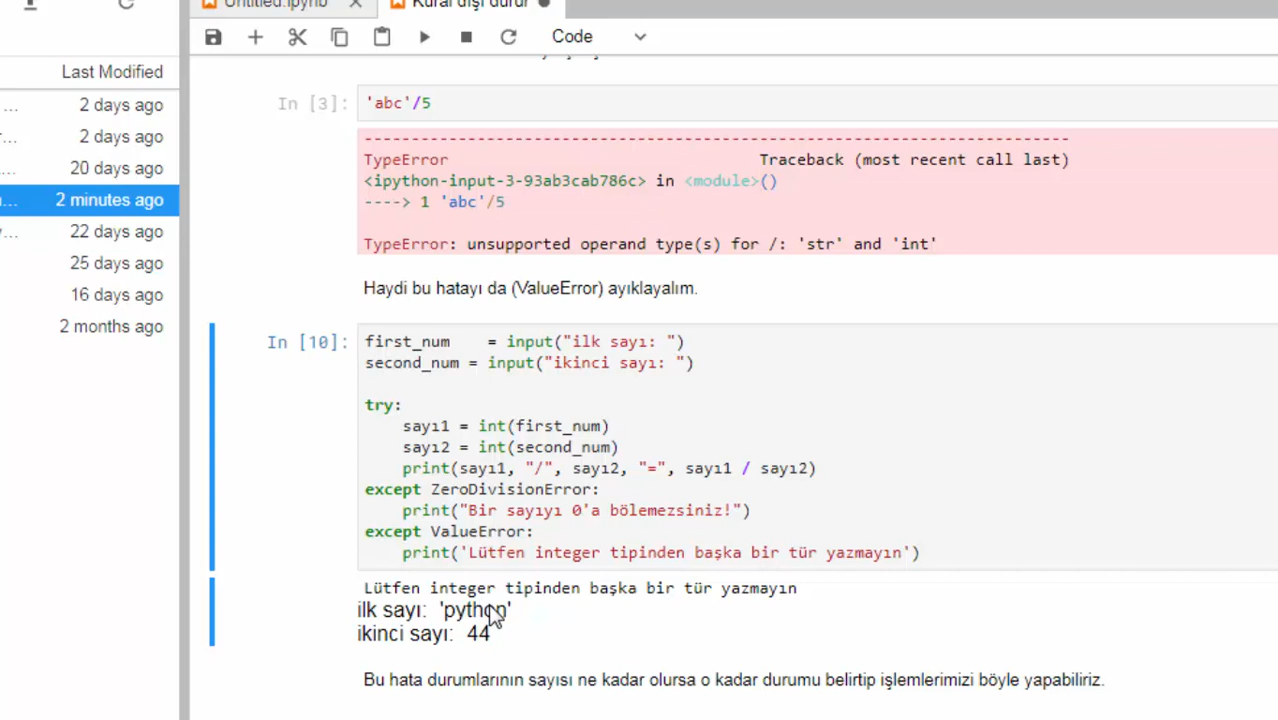 Untitled.ipynb
Kural dışı durur
Code
Last Modified
... 2 days ago
r... 2 days ago
... 20 days ago
... 2 minutes ago
... 22 days ago
25 days ago
16 days ago
2 months ago
In [3]: 'abc'/5
---------------------------------------------------------------------------
TypeError Traceback (most recent call last)
<ipython-input-3-93ab3cab786c> in <module>()
----> 1 'abc'/5
TypeError: unsupported operand type(s) for /: 'str' and 'int'
Haydi bu hatayı da (ValueError) ayıklayalım.
In [10]: first_num = input("ilk sayı: ")
second_num = input("ikinci sayı: ")
try:
sayı1 = int(first_num)
sayı2 = int(second_num)
print(sayı1, "/", sayı2, "=", sayı1 / sayı2)
except ZeroDivisionError:
print("Bir sayıyı 0'a bölemezsiniz!")
except ValueError:
print('Lütfen integer tipinden başka bir tür yazmayın')
Lütfen integer tipinden başka bir tür yazmayın
ilk sayı: 'python'
ikinci sayı: 44
Bu hata durumlarının sayısı ne kadar olursa o kadar durumu belirtip işlemlerimizi böyle yapabiliriz.